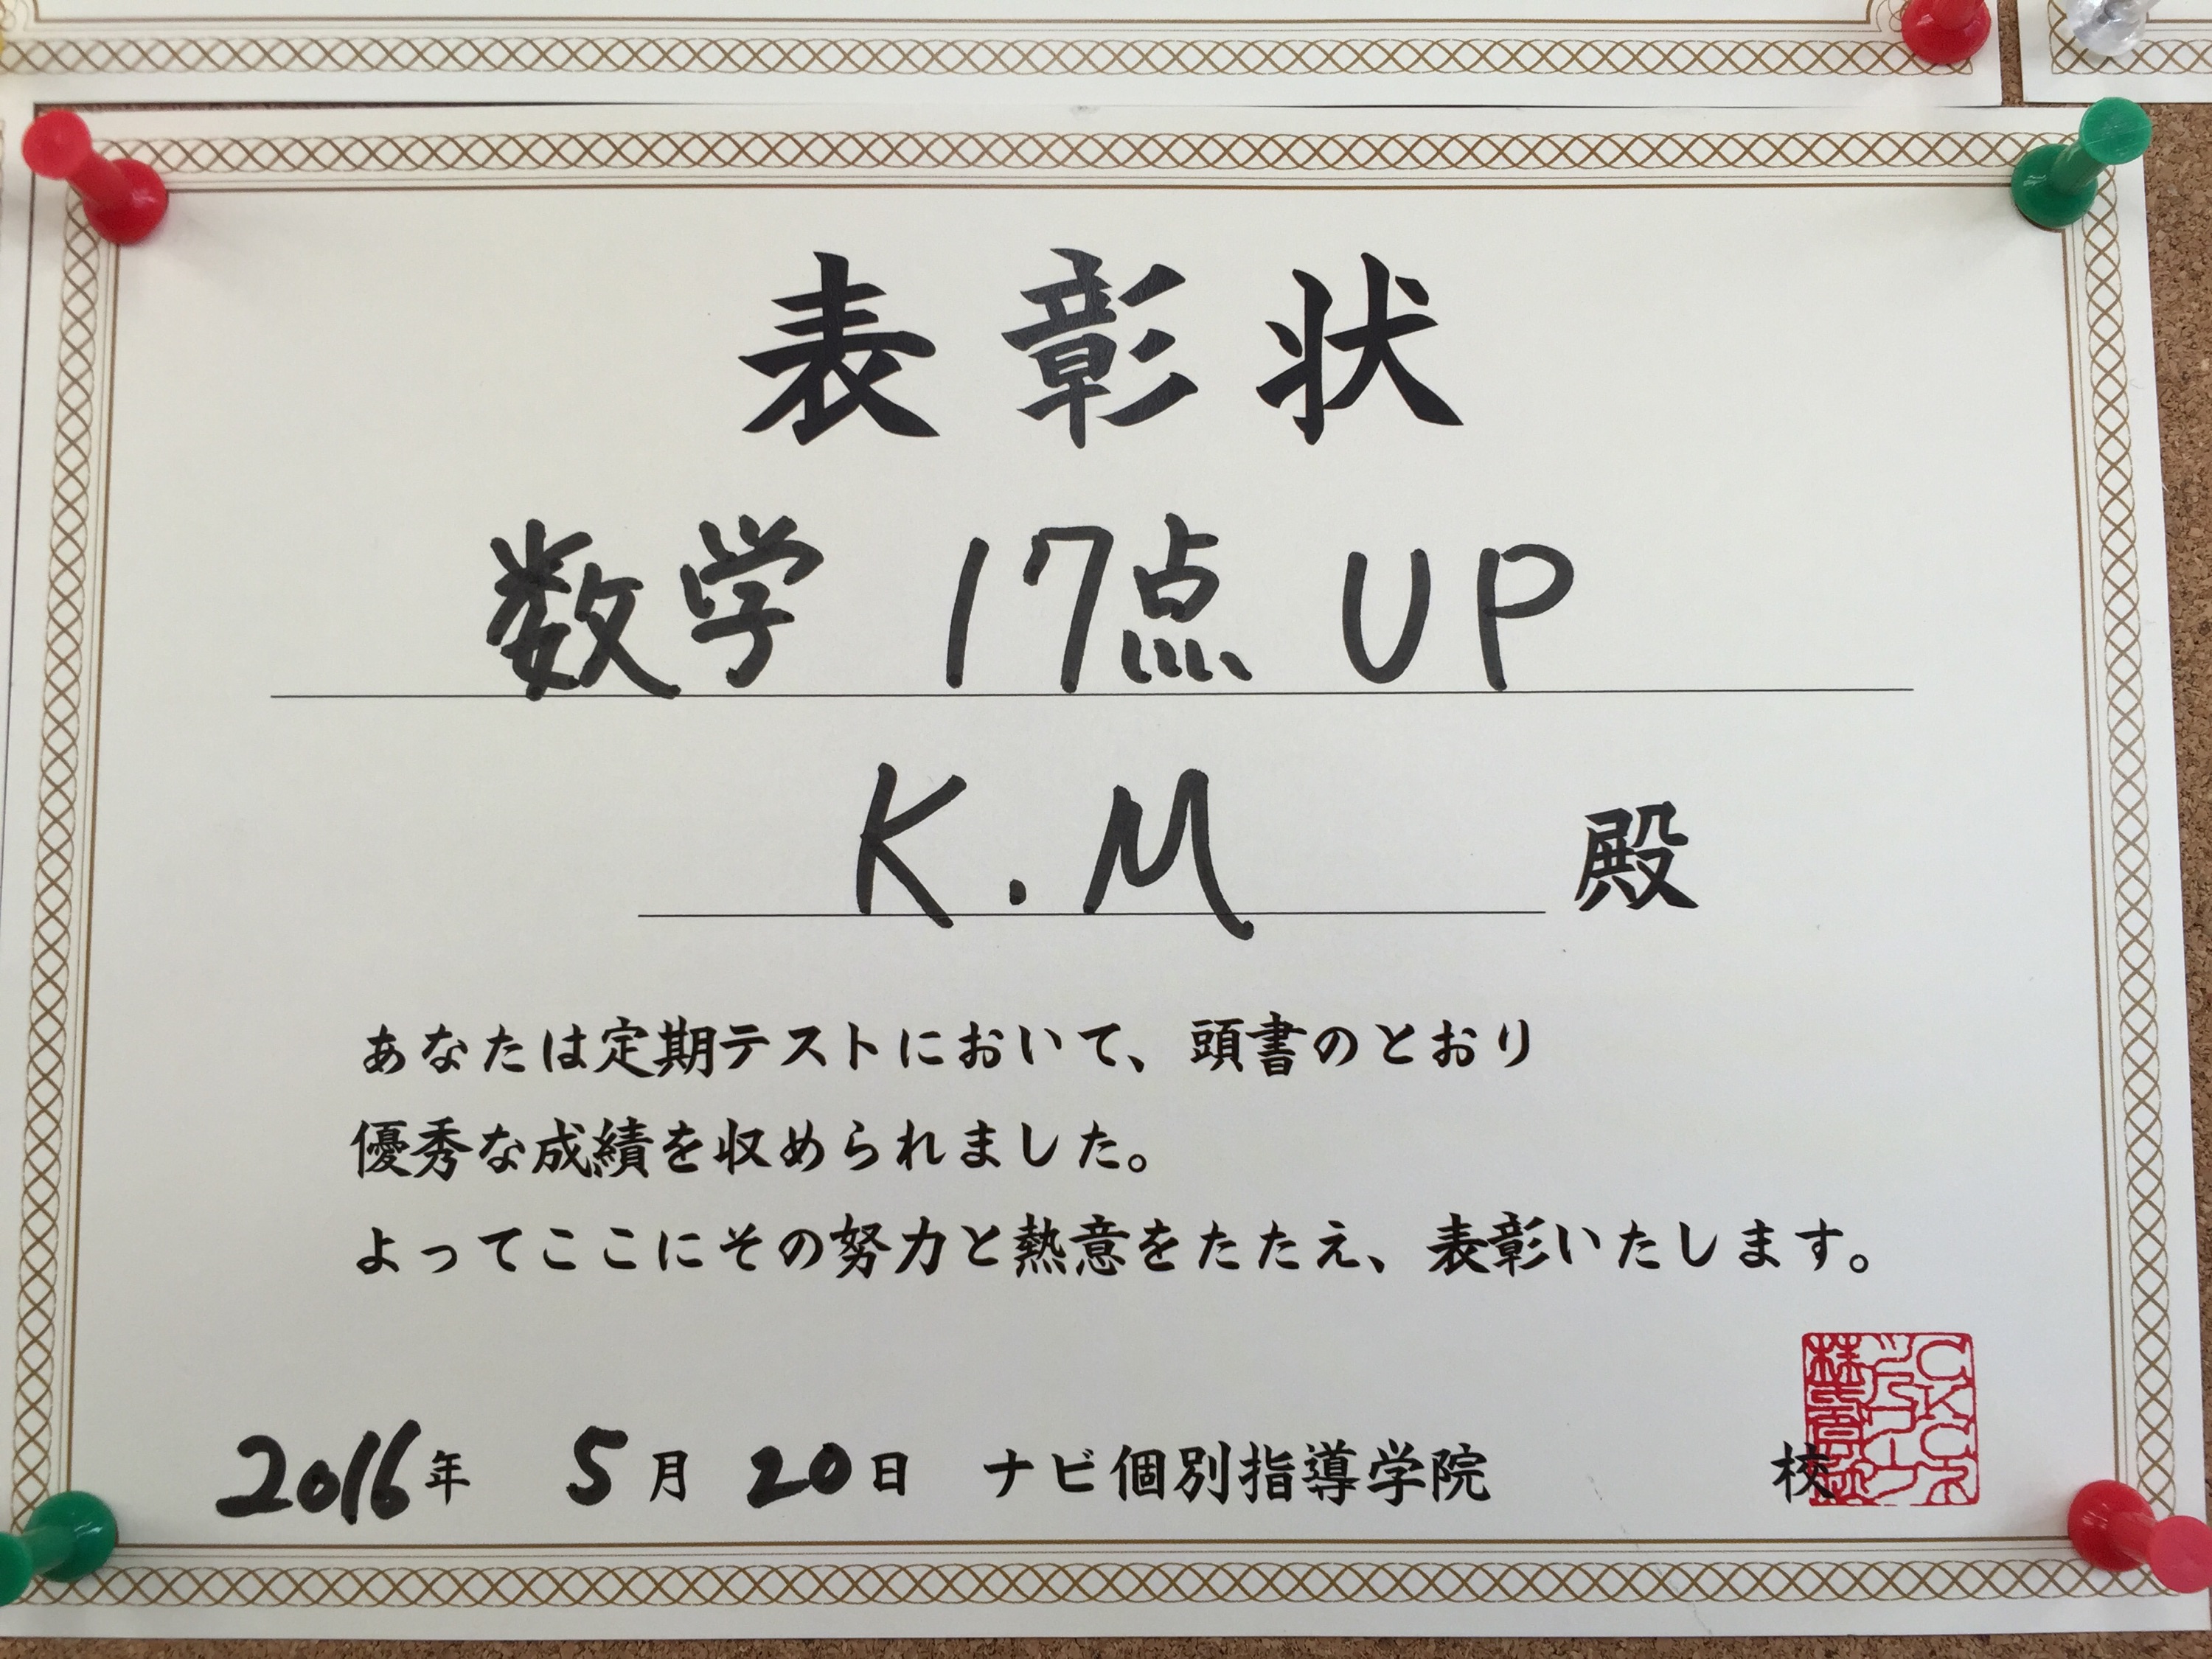 表彰状
数学 17点 UP
K.M 殿
あなたは定期テストにおいて、頭書のとおり
優秀な成績を収められました。
よってここにその努力と熱意をたたえ、表彰いたします。
2016年 5月 20日 ナビ個別指導学院 校